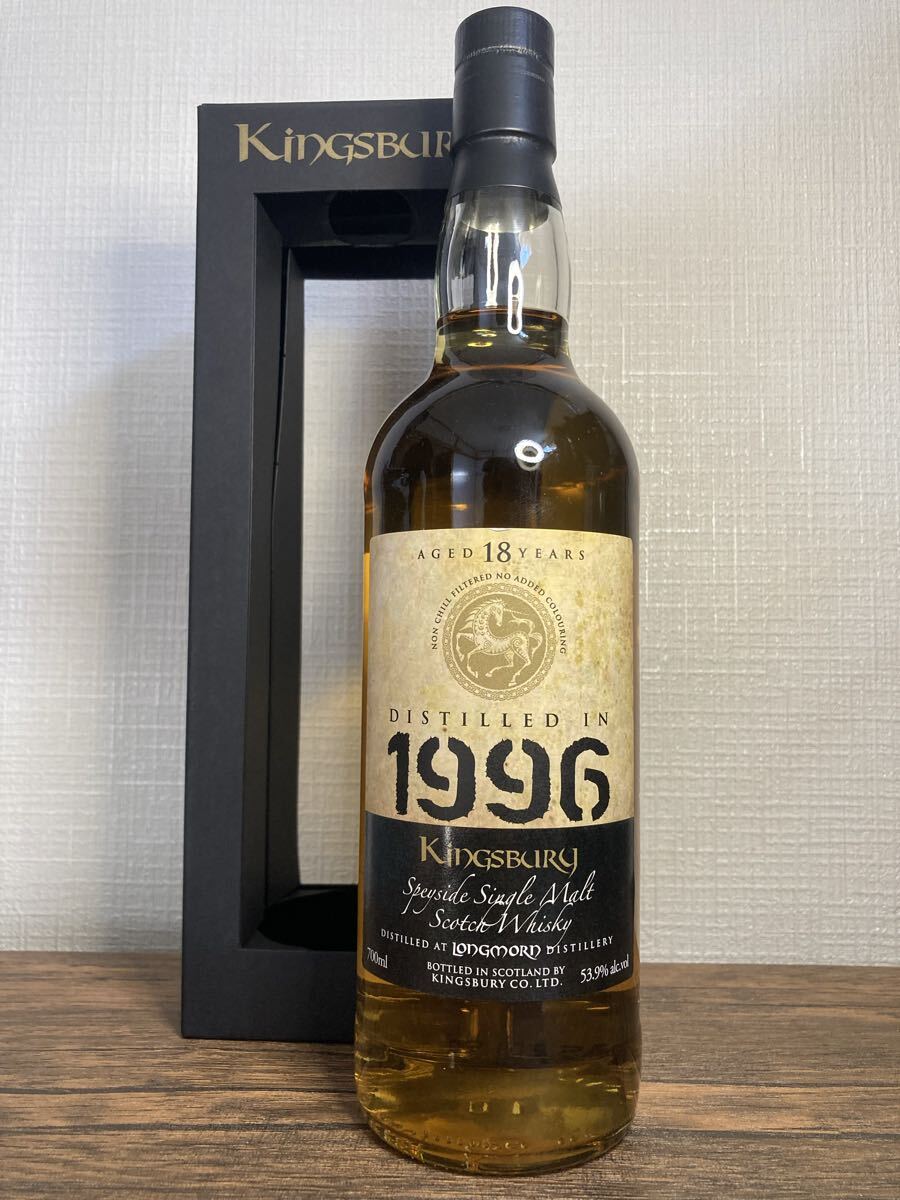 KINGSBUR
AGED 18 YEARS
NON CHILL FILTERED NO ADDED COLOURING
DISTILLED IN
1996
KINGSBURY
Speyside Single Malt
Scotch Whisky
DISTILLED AT LONGMORN DISTILLERY
700ml
BOTTLED IN SCOTLAND BY
KINGSBURY CO. LTD.
53.9% alc.vol